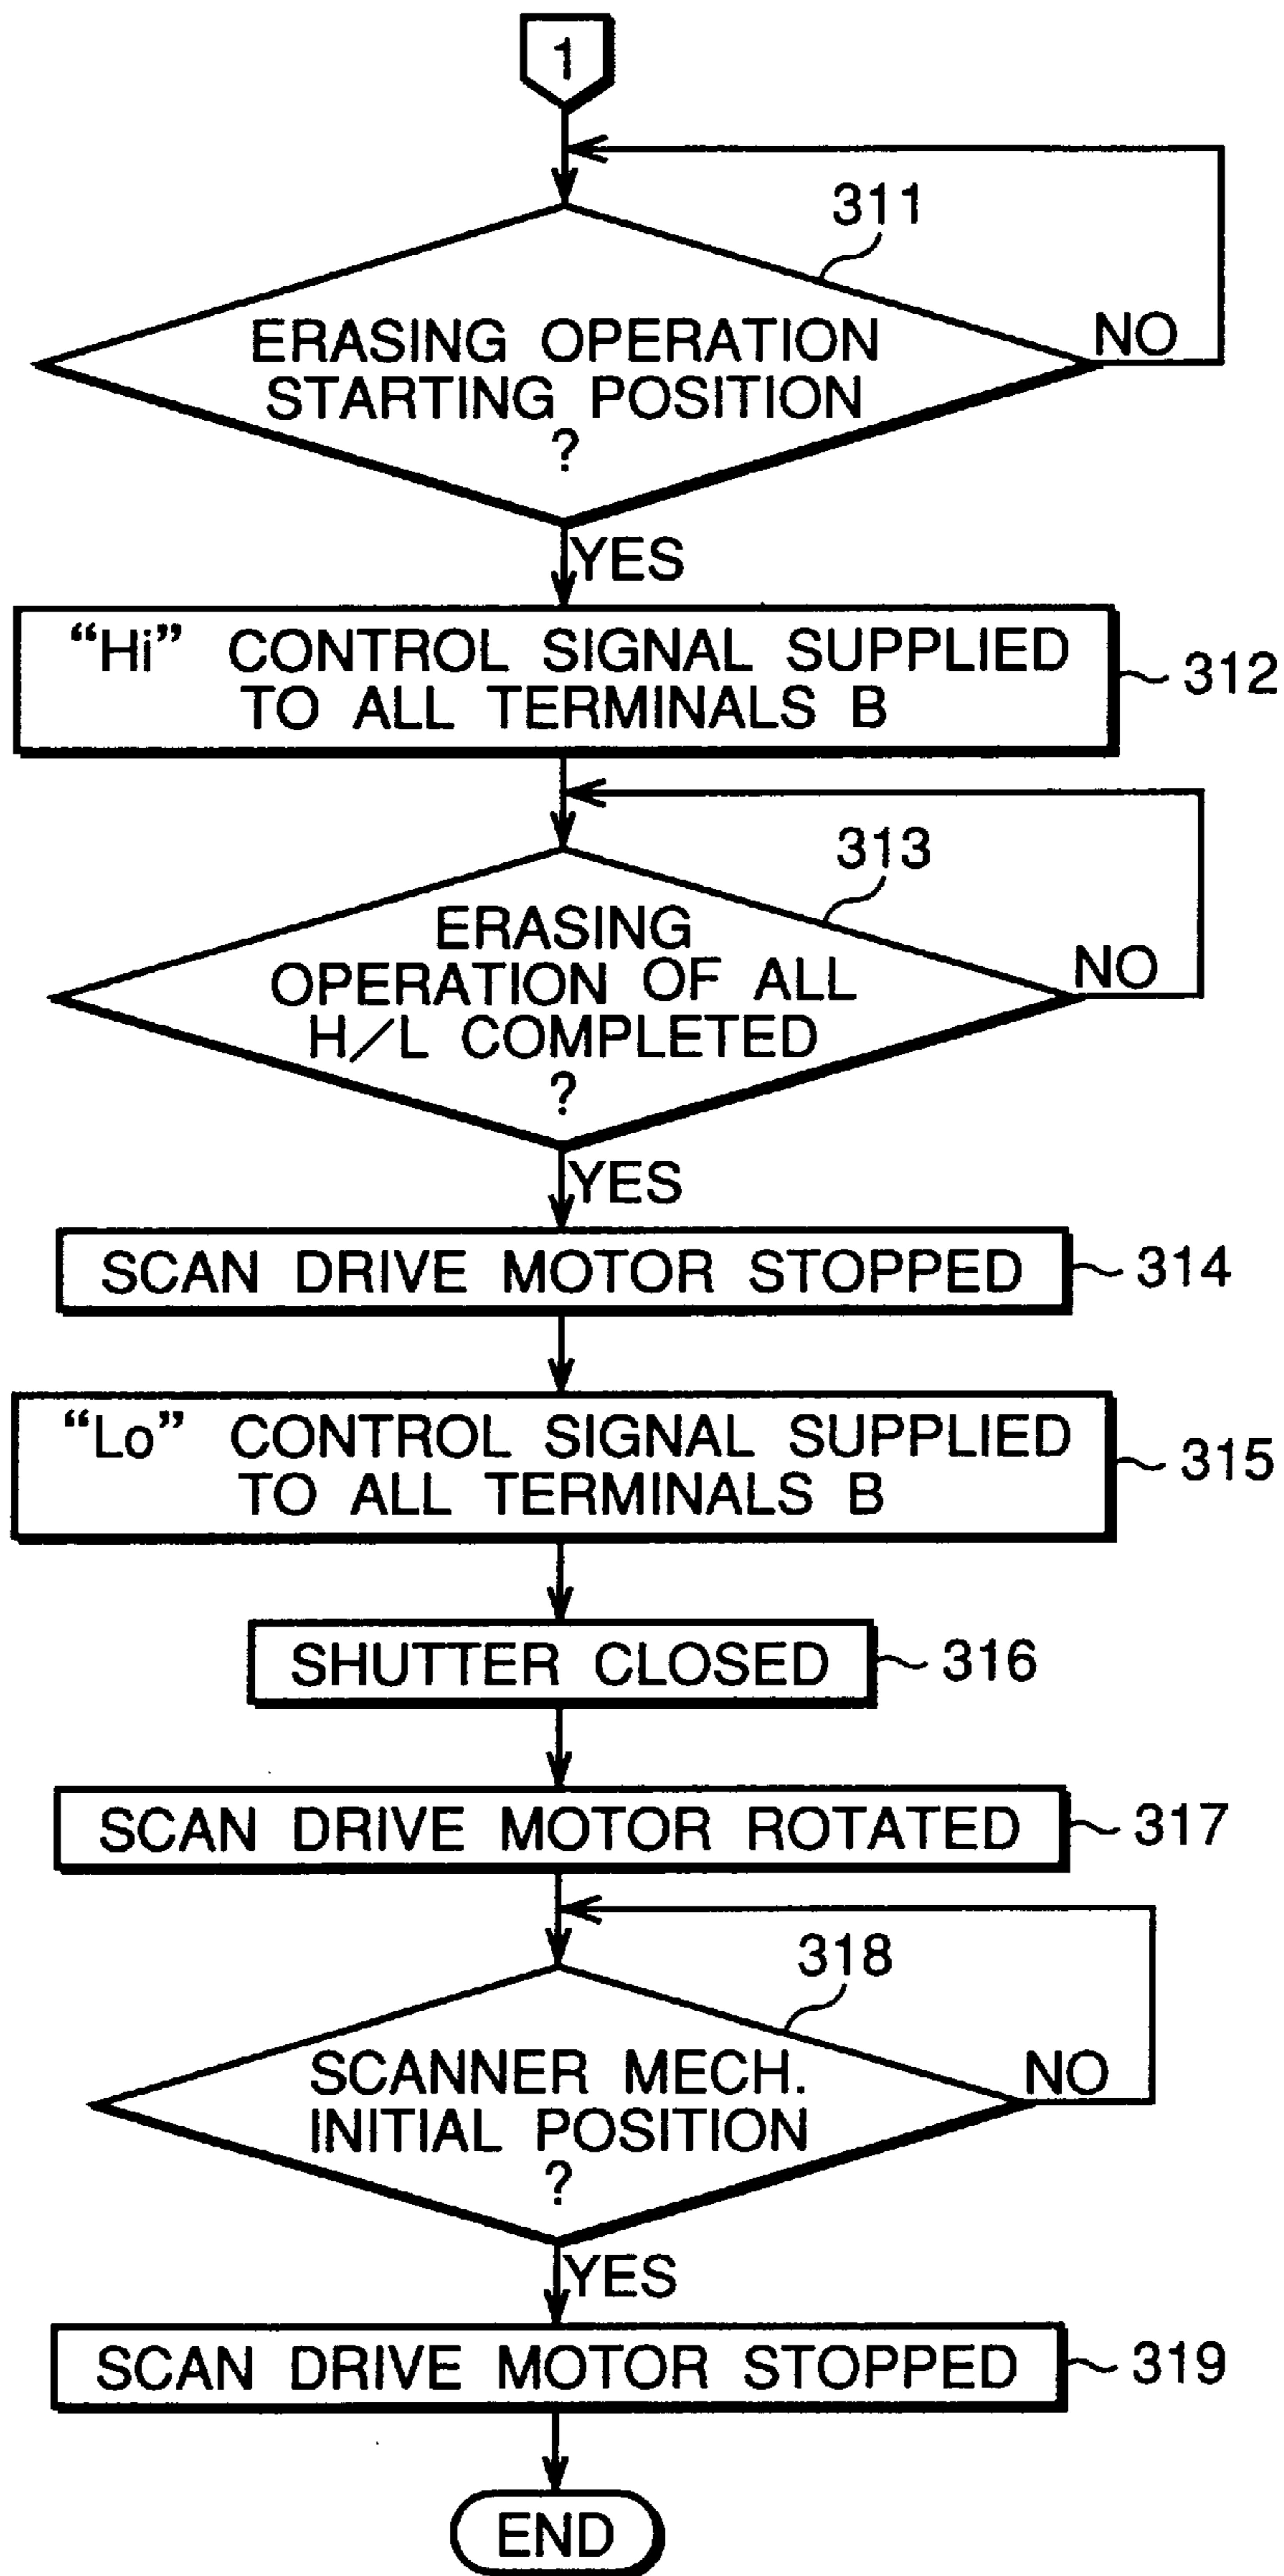 1
311
ERASING OPERATION
STARTING POSITION
?
NO
YES
“Hi” CONTROL SIGNAL SUPPLIED
TO ALL TERMINALS B
312
313
ERASING
OPERATION OF ALL
H/L COMPLETED
?
NO
YES
SCAN DRIVE MOTOR STOPPED
314
“Lo” CONTROL SIGNAL SUPPLIED
TO ALL TERMINALS B
315
SHUTTER CLOSED
316
SCAN DRIVE MOTOR ROTATED
317
318
SCANNER MECH.
INITIAL POSITION
?
NO
YES
SCAN DRIVE MOTOR STOPPED
319
END